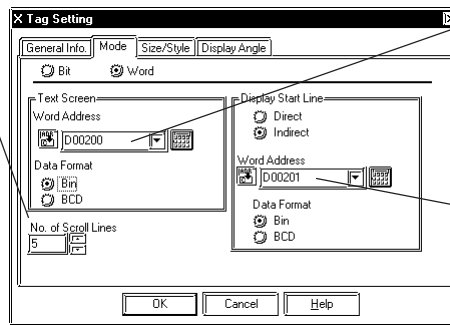 X Tag Setting
General Info. Mode Size/Style Display Angle
Bit Word
Text Screen
Word Address
D00200
Data Format
Bin
BCD
No. of Scroll Lines
5
Display Start Line
Direct
Indirect
Word Address
D00201
Data Format
Bin
BCD
OK Cancel Help